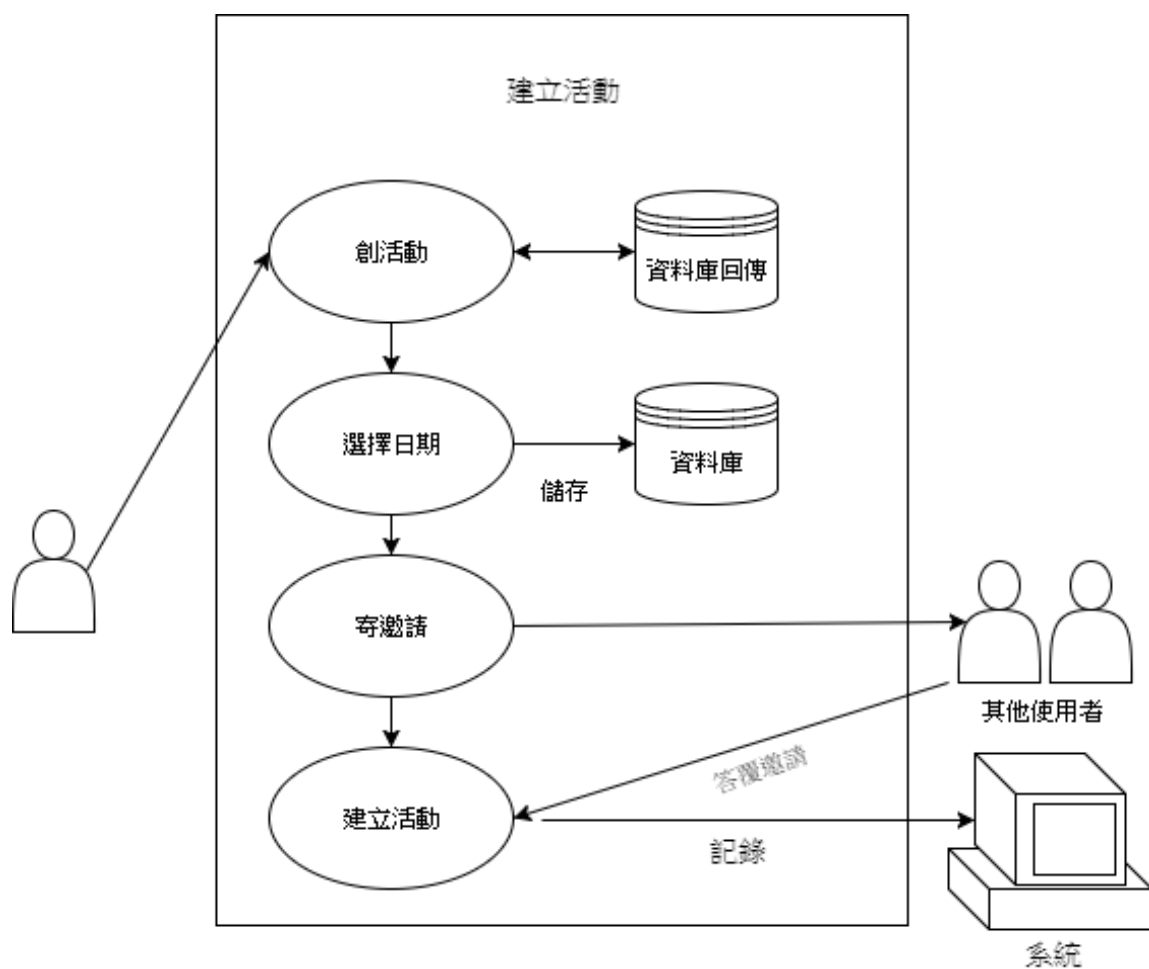 建立活動
創活動
資料庫回傳
選擇日期
資料庫
儲存
寄邀請
其他使用者
答覆邀請
建立活動
記錄
系統